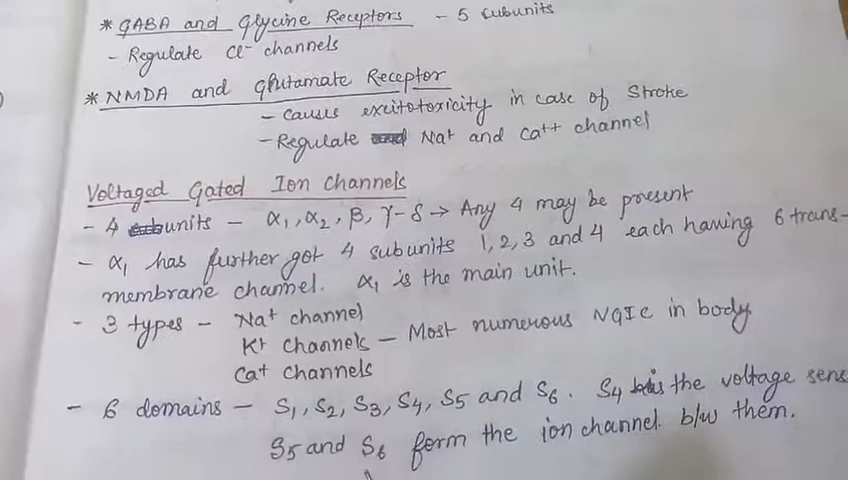 * GABA and Glycine Receptors - 5 subunits
- Regulate Cl- channels
* NMDA and Glutamate Receptor
- Causes excitotoxicity in case of Stroke
- Regulate Na+ and Ca++ channel
Voltaged Gated Ion Channels
- 4 subunits - α1, α2, β, γ-δ → Any 4 may be present
- α1 has further got 4 subunits 1, 2, 3 and 4 each having 6 trans-
membrane channel. α1 is the main unit.
- 3 types - Na+ channel
K+ channels - Most numerous VGIC in body
Ca+ channels
- 6 domains - S1, S2, S3, S4, S5 and S6. S4 is the voltage sens
S5 and S6 form the ion channel b/w them.